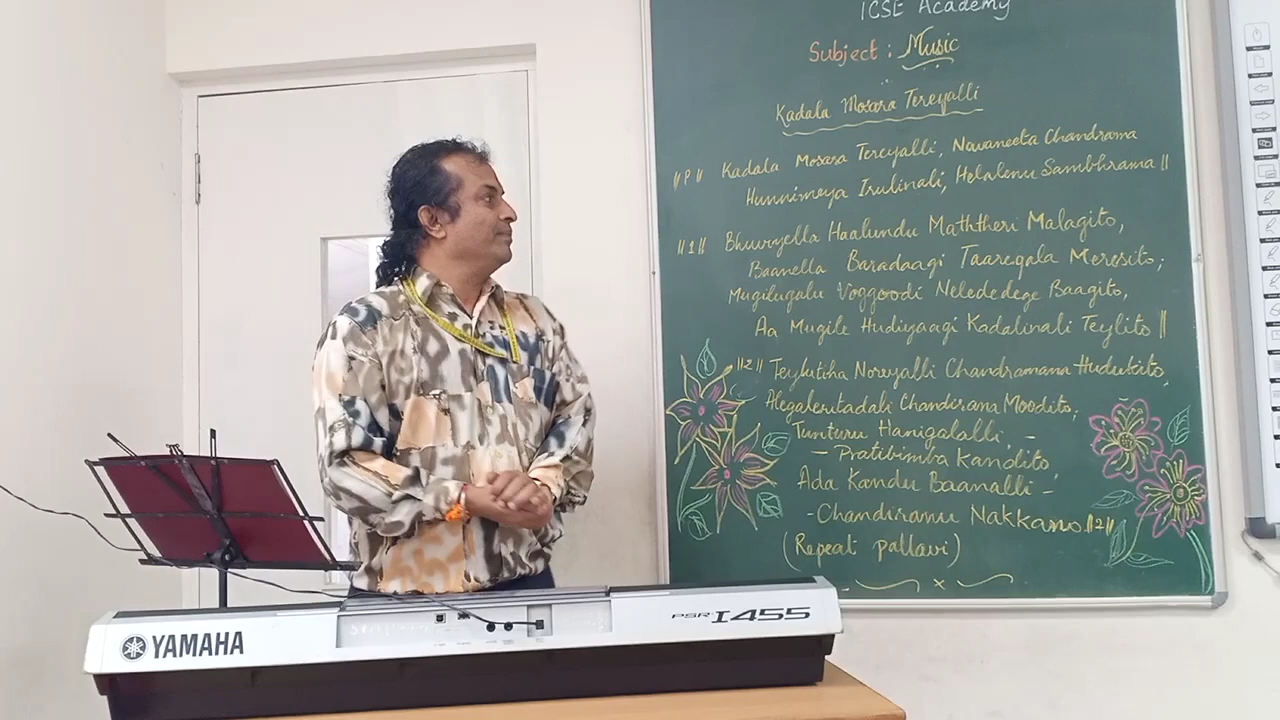 ICSE Academy
Subject : Music
Kadala Mosara Tereyalli
||P|| Kadala Mosara Tereyalli, Navaneeta Chandrama
Hunnimeya Irulinali, Helalenu Sambhrama ||
||1|| Bhuviyella Haalundu Maththeri Malagito,
Baanella Baradaagi Taaregala Meresito;
Mugilugalu Voggoodi Nelededege Baagito,
Aa Mugile Hudiyaagi Kadalinali Teylito ||
||2|| Teylutiha Noreyalli Chandramana Hudukito,
Alegalerutadali Chandirana Moodito;
Tunturu Hanigalalli, -
- Pratibimba Kandito,
Ada Kandu Baanalli -
- Chandiranu Nakkano ||2||
(Repeat pallavi)
x
YAMAHA
PSR-I455